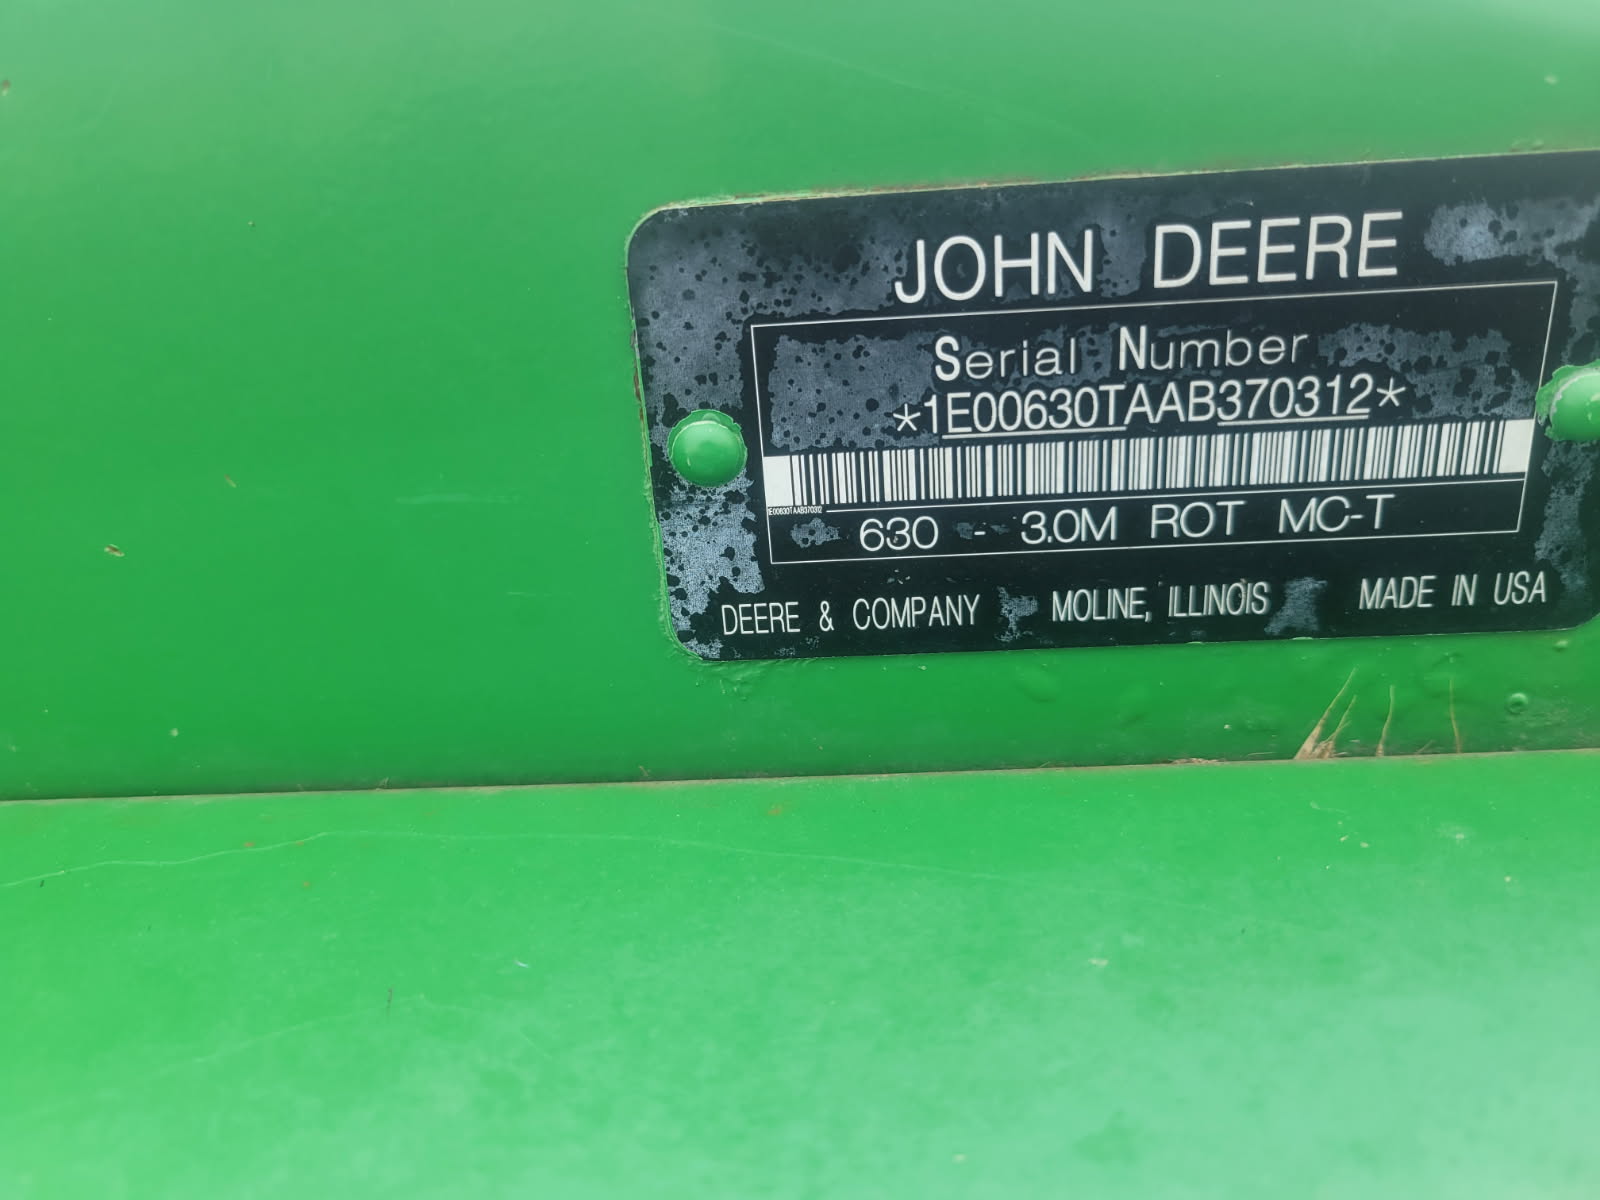 JOHN DEERE
Serial Number
*1E00630TAAB370312*
1E00630TAAB370312
630 - 3.0M ROT MC-T
DEERE & COMPANY MOLINE, ILLINOIS MADE IN USA